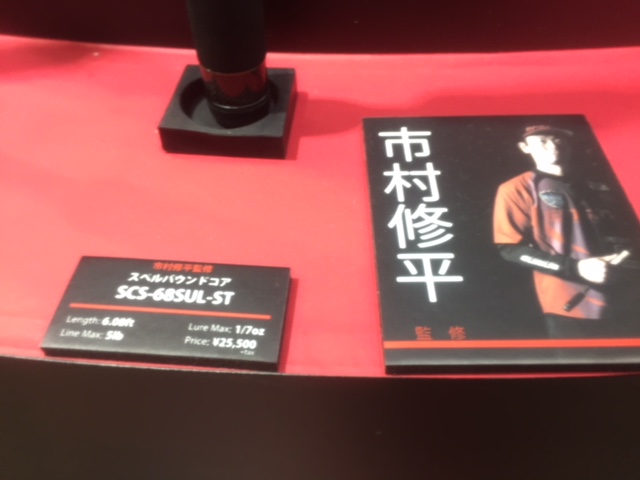 市村修平監修
スペルバウンドコア
SCS-68SUL-ST
Length: 6.08ft
Lure Max: 1/7oz
Line Max: 5lb
Price: ¥25,500
+tax
市村修平
監修